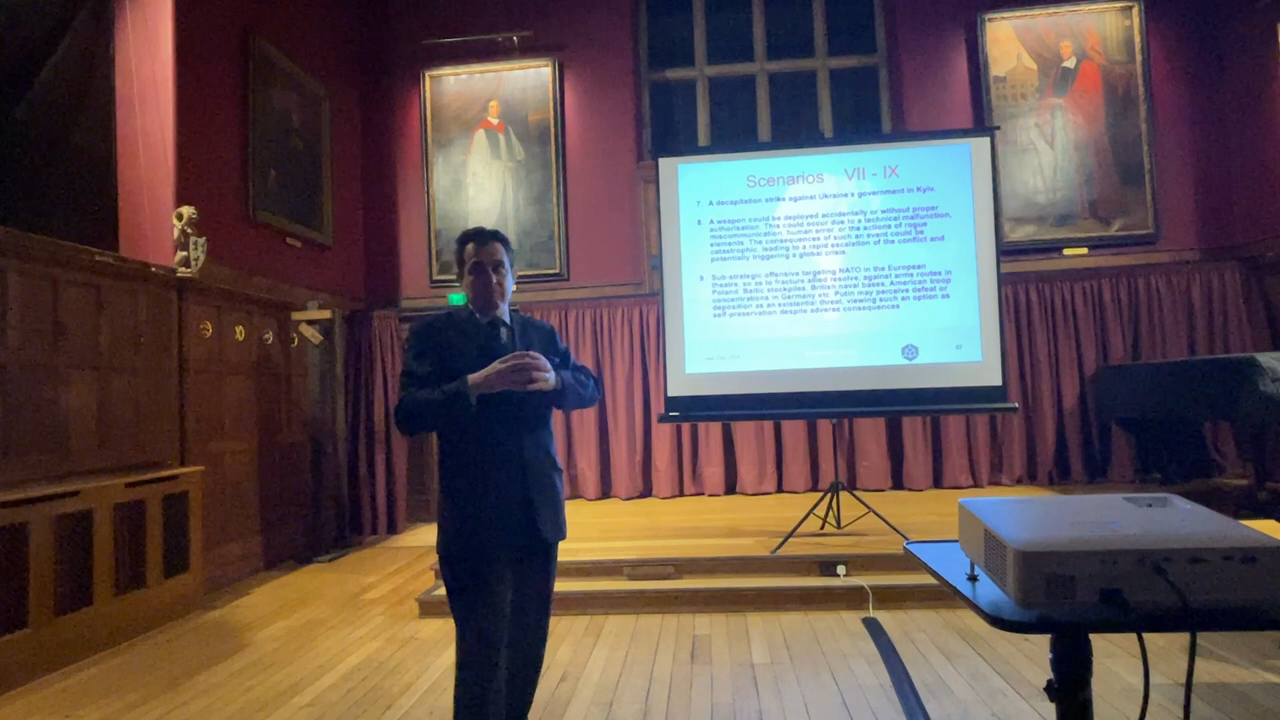 Scenarios VII - IX
7 A decapitation strike against Ukraine's government in Kyiv.
8. A weapon could be deployed accidentally or without proper
authorisation. This could occur due to a technical malfunction,
miscommunication, human error, or the actions of rogue
elements. The consequences of such an event could be
catastrophic, leading to a rapid escalation of the conflict and
potentially triggering a global crisis.
9. Sub-strategic offensive targeting NATO in the European
theatre, so as to fracture allied resolve, against arms routes in
Poland, Baltic stockpiles, British naval bases, American troop
concentrations in Germany etc. Putin may perceive defeat or
deposition as an existential threat, viewing such an option as
self-preservation despite adverse consequences